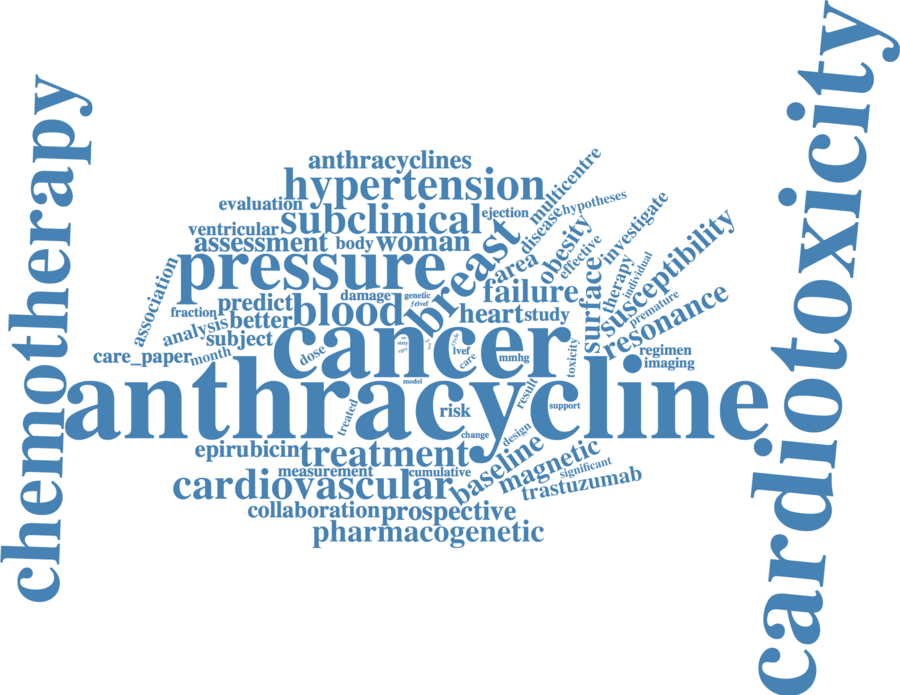 chemotherapy
cardiotoxicity
anthracyclines
hypertension
multicentre
hypotheses
evaluation
subclinical
ejection
disease
investigate
ventricular
assessment
body
woman
breast
area
obesity
effective
susceptibility
association
pressure
failure
surface
therapy
individual
fraction
predict
blood
damage
genetic
heart
study
premature
resonance
analysis
better
subject
cancer
lvef
care
mmhg
toxicity
regimen
imaging
care_paper
month
dose
model
anthracycline
treated
risk
result
support
change
design
epirubicin
treatment
baseline
magnetic
significant
measurement
cumulative
cardiovascular
trastuzumab
collaboration
prospective
pharmacogenetic